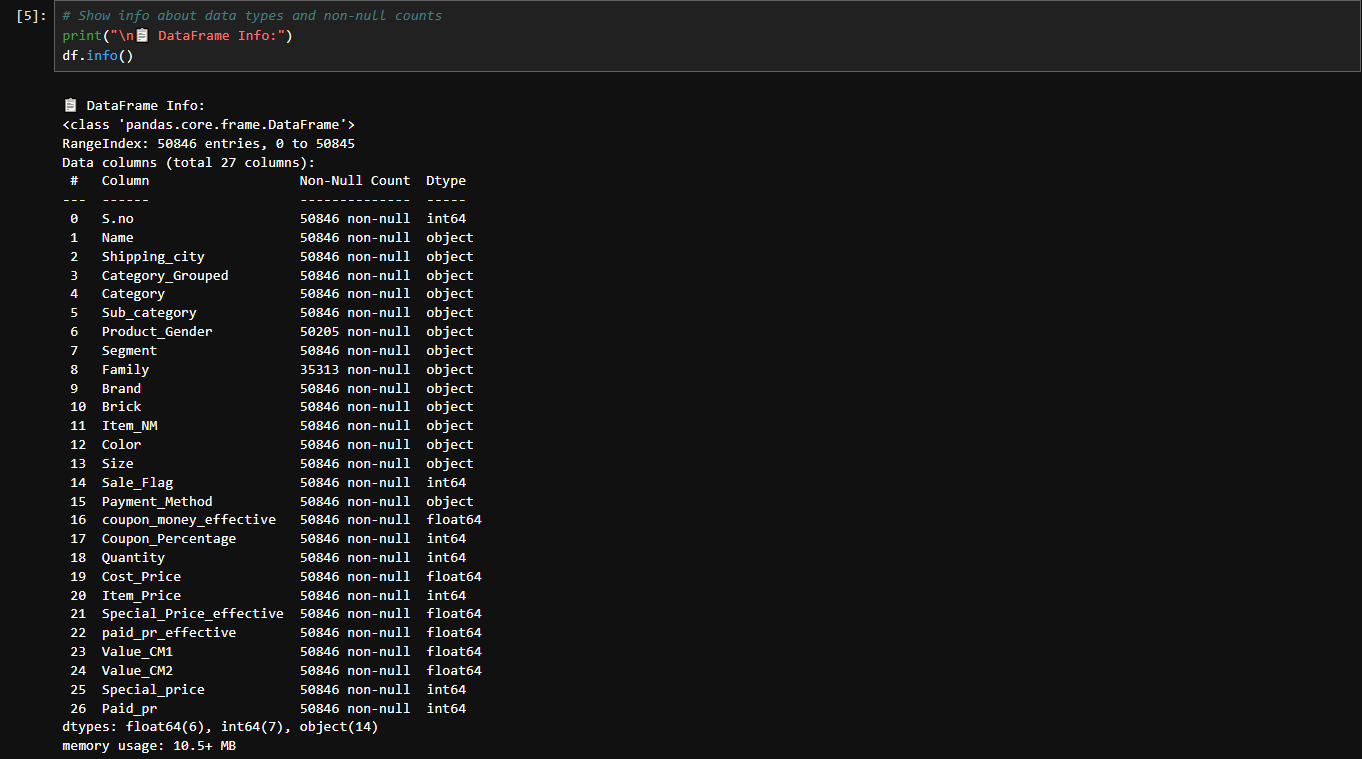 [5]: # Show info about data types and non-null counts
print("\n📋 DataFrame Info:")
df.info()
📋 DataFrame Info:
<class 'pandas.core.frame.DataFrame'>
RangeIndex: 50846 entries, 0 to 50845
Data columns (total 27 columns):
 #   Column                   Non-Null Count  Dtype
---  ------                   --------------  -----
 0   S.no                     50846 non-null  int64
 1   Name                     50846 non-null  object
 2   Shipping_city            50846 non-null  object
 3   Category_Grouped         50846 non-null  object
 4   Category                 50846 non-null  object
 5   Sub_category             50846 non-null  object
 6   Product_Gender           50205 non-null  object
 7   Segment                  50846 non-null  object
 8   Family                   35313 non-null  object
 9   Brand                    50846 non-null  object
 10  Brick                    50846 non-null  object
 11  Item_NM                  50846 non-null  object
 12  Color                    50846 non-null  object
 13  Size                     50846 non-null  object
 14  Sale_Flag                50846 non-null  int64
 15  Payment_Method           50846 non-null  object
 16  coupon_money_effective   50846 non-null  float64
 17  Coupon_Percentage        50846 non-null  int64
 18  Quantity                 50846 non-null  int64
 19  Cost_Price               50846 non-null  float64
 20  Item_Price               50846 non-null  int64
 21  Special_Price_effective  50846 non-null  float64
 22  paid_pr_effective        50846 non-null  float64
 23  Value_CM1                50846 non-null  float64
 24  Value_CM2                50846 non-null  float64
 25  Special_price            50846 non-null  int64
 26  Paid_pr                  50846 non-null  int64
dtypes: float64(6), int64(7), object(14)
memory usage: 10.5+ MB